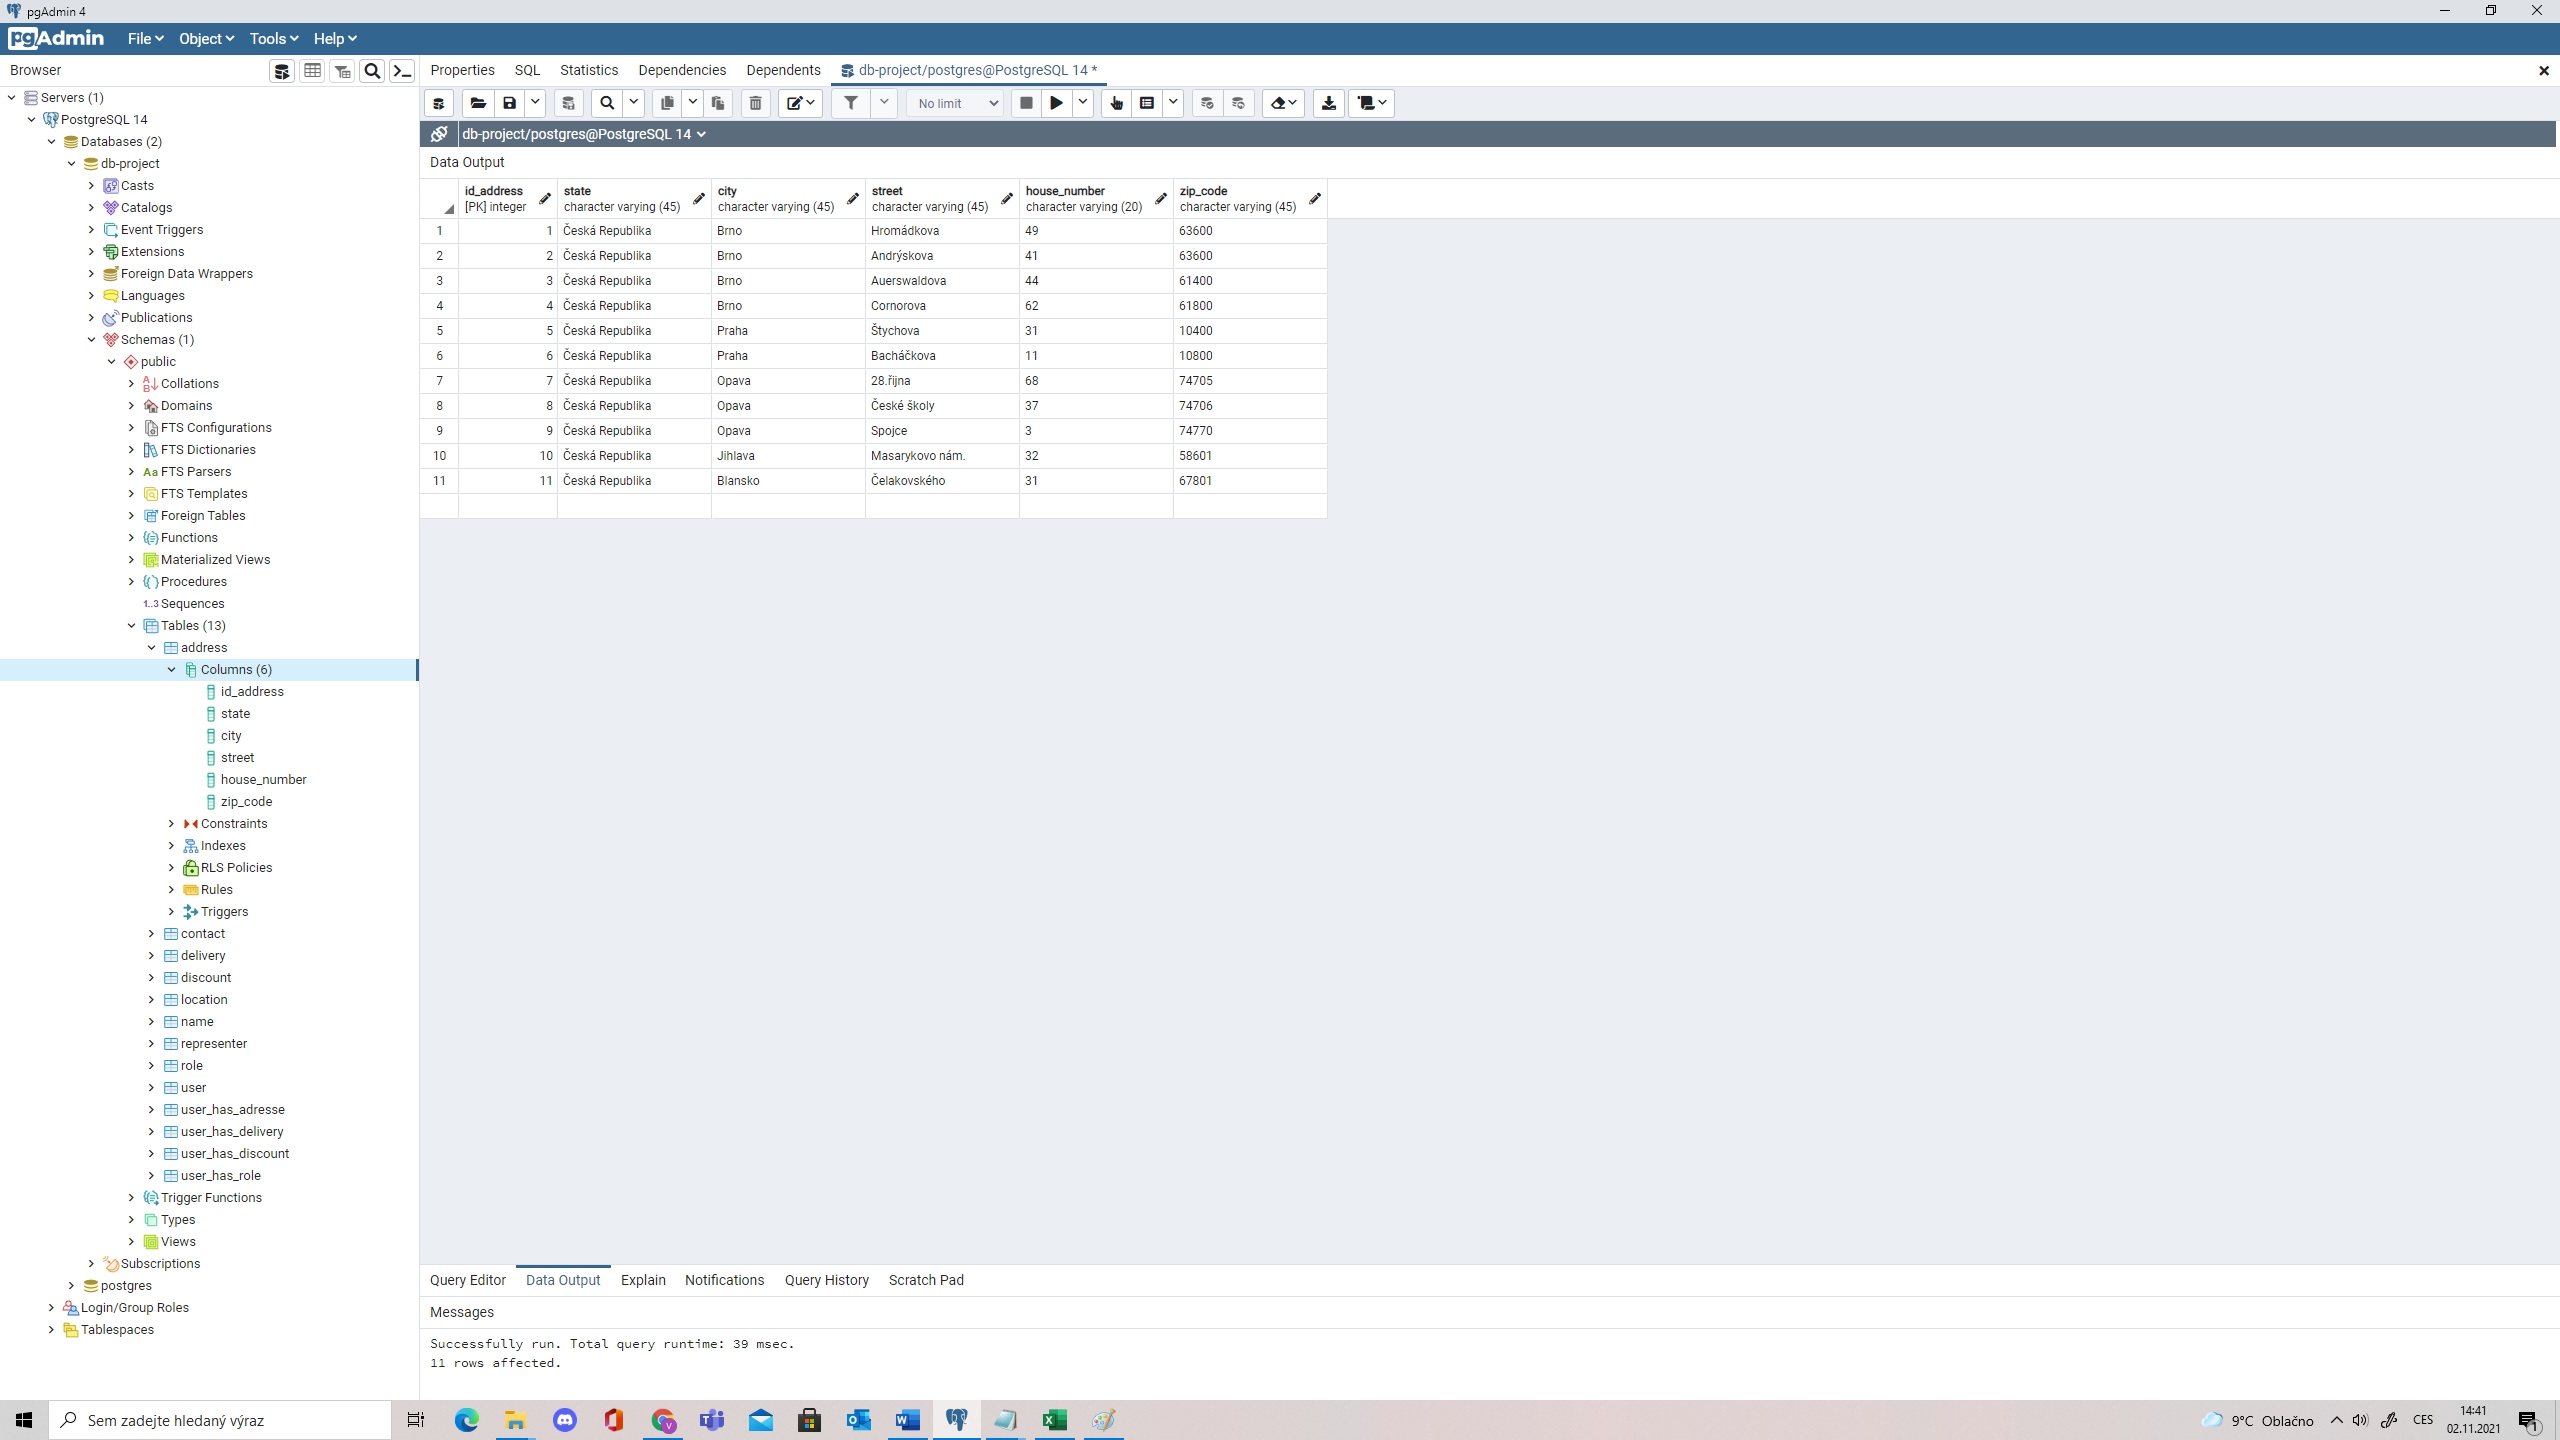 pgAdmin 4
pgAdmin File Object Tools Help
Browser
Properties SQL Statistics Dependencies Dependents db-project/postgres@PostgreSQL 14 *
No limit
db-project/postgres@PostgreSQL 14
Servers (1)
PostgreSQL 14
Databases (2)
db-project
Casts
Catalogs
Event Triggers
Extensions
Foreign Data Wrappers
Languages
Publications
Schemas (1)
public
Collations
Domains
FTS Configurations
FTS Dictionaries
FTS Parsers
FTS Templates
Foreign Tables
Functions
Materialized Views
Procedures
1..3 Sequences
Tables (13)
address
Columns (6)
id_address
state
city
street
house_number
zip_code
Constraints
Indexes
RLS Policies
Rules
Triggers
contact
delivery
discount
location
name
representer
role
user
user_has_adresse
user_has_delivery
user_has_discount
user_has_role
Trigger Functions
Types
Views
Subscriptions
postgres
Login/Group Roles
Tablespaces
Data Output
id_address state city street house_number zip_code
[PK] integer character varying (45) character varying (45) character varying (45) character varying (20) character varying (45)
1 1 Česká Republika Brno Hromádkova 49 63600
2 2 Česká Republika Brno Andrýskova 41 63600
3 3 Česká Republika Brno Auerswaldova 44 61400
4 4 Česká Republika Brno Cornorova 62 61800
5 5 Česká Republika Praha Štychova 31 10400
6 6 Česká Republika Praha Bacháčkova 11 10800
7 7 Česká Republika Opava 28.řijna 68 74705
8 8 Česká Republika Opava České školy 37 74706
9 9 Česká Republika Opava Spojce 3 74770
10 10 Česká Republika Jihlava Masarykovo nám. 32 58601
11 11 Česká Republika Blansko Čelakovského 31 67801
Query Editor Data Output Explain Notifications Query History Scratch Pad
Messages
Successfully run. Total query runtime: 39 msec.
11 rows affected.
Sem zadejte hledaný výraz
9°C Oblačno CES 14:41
02.11.2021
1